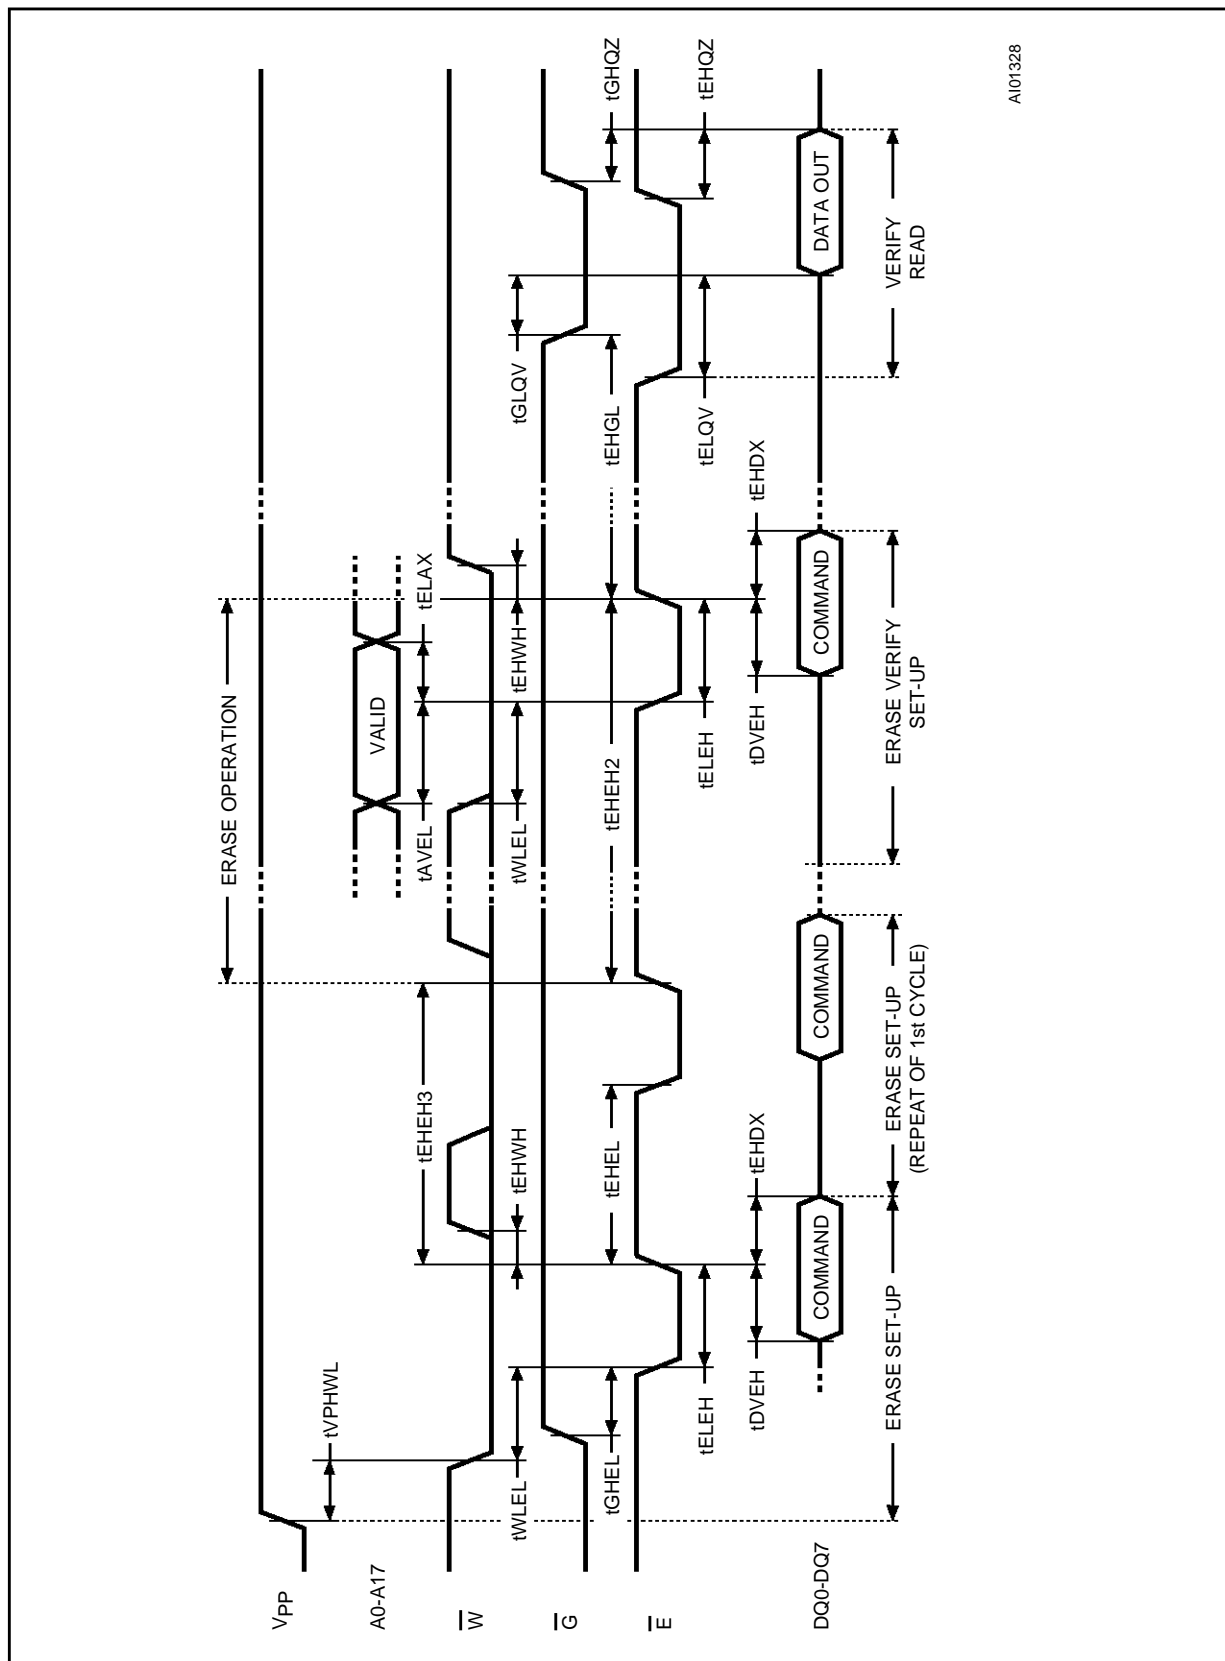 VPP
A0-A17
W
G
E
DQ0-DQ7
tVPHWL
ERASE OPERATION
VALID
tAVEL
tELAX
tEHEH3
tWLEL
tEHWH
tWLEL
tEHWH
tGLQV
tGHEL
tEHEL
tEHEH2
tEHGL
tGHQZ
tELEH
tELEH
tELQV
tEHQZ
tDVEH
tEHDX
tDVEH
tEHDX
COMMAND
COMMAND
COMMAND
DATA OUT
ERASE SET-UP
ERASE SET-UP
(REPEAT OF 1st CYCLE)
ERASE VERIFY
SET-UP
VERIFY
READ
AI01328